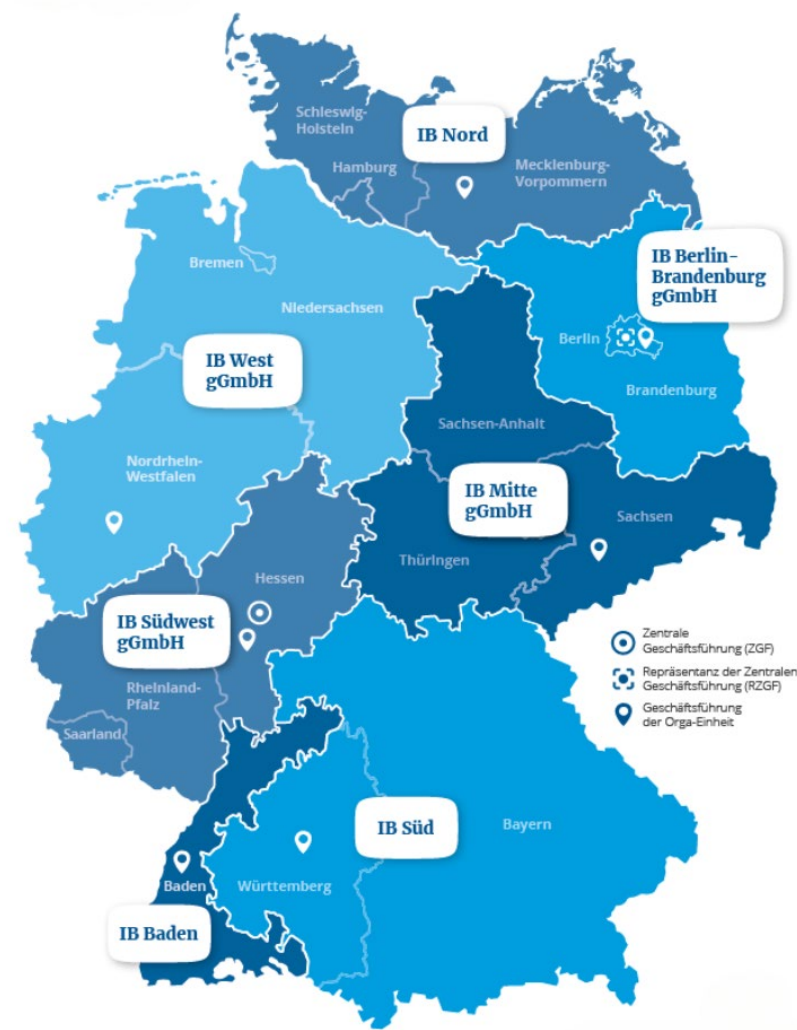 Schleswig-
Holstein
IB Nord
Hamburg
Mecklenburg-
Vorpommern
Bremen
Niedersachsen
IB Berlin-
Brandenburg
gGmbH
Berlin
Brandenburg
IB West
gGmbH
Sachsen-Anhalt
Nordrhein-
Westfalen
IB Mitte
gGmbH
Sachsen
Thüringen
Hessen
IB Südwest
gGmbH
Rheinland-
Pfalz
Saarland
Zentrale
Geschäftsführung (ZGF)
Repräsentanz der Zentralen
Geschäftsführung (RZGF)
Geschäftsführung
der Orga-Einheit
IB Süd
Bayern
Baden
Württemberg
IB Baden